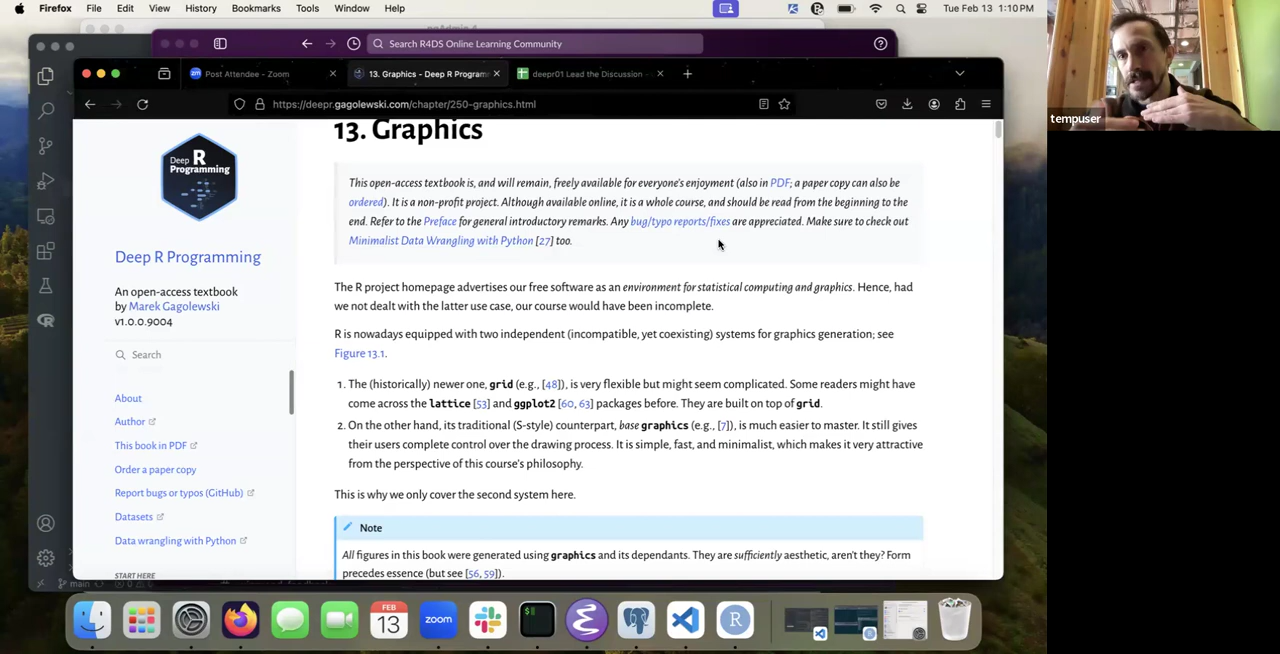 Firefox File Edit View History Bookmarks Tools Window Help Tue Feb 13 1:10PM
Search R4DS Online Learning Community
Post Attendee - Zoom
13. Graphics - Deep R Program
deepr01 Lead the Discussion -
https://deepr.gagolewski.com/chapter/250-graphics.html
tempuser
Deep R
Programming
Deep R Programming
An open-access textbook
by Marek Gagolewski
v1.0.0.9004
Search
About
Author
This book in PDF
Order a paper copy
Report bugs or typos (GitHub)
Datasets
Data wrangling with Python
START HERE
13. Graphics
This open-access textbook is, and will remain, freely available for everyone's enjoyment (also in PDF; a paper copy can also be
ordered). It is a non-profit project. Although available online, it is a whole course, and should be read from the beginning to the
end. Refer to the Preface for general introductory remarks. Any bug/typo reports/fixes are appreciated. Make sure to check out
Minimalist Data Wrangling with Python [27] too.
The R project homepage advertises our free software as an environment for statistical computing and graphics. Hence, had
we not dealt with the latter use case, our course would have been incomplete.
R is nowadays equipped with two independent (incompatible, yet coexisting) systems for graphics generation; see
Figure 13.1.
1. The (historically) newer one, grid (e.g., [48]), is very flexible but might seem complicated. Some readers might have
come across the lattice [53] and ggplot2 [60, 63] packages before. They are built on top of grid.
2. On the other hand, its traditional (S-style) counterpart, base graphics (e.g., [7]), is much easier to master. It still gives
their users complete control over the drawing process. It is simple, fast, and minimalist, which makes it very attractive
from the perspective of this course's philosophy.
This is why we only cover the second system here.
Note
All figures in this book were generated using graphics and its dependants. They are sufficiently aesthetic, aren't they? Form
precedes essence (but see [56, 59]).
main
FEB
13
zoom
R